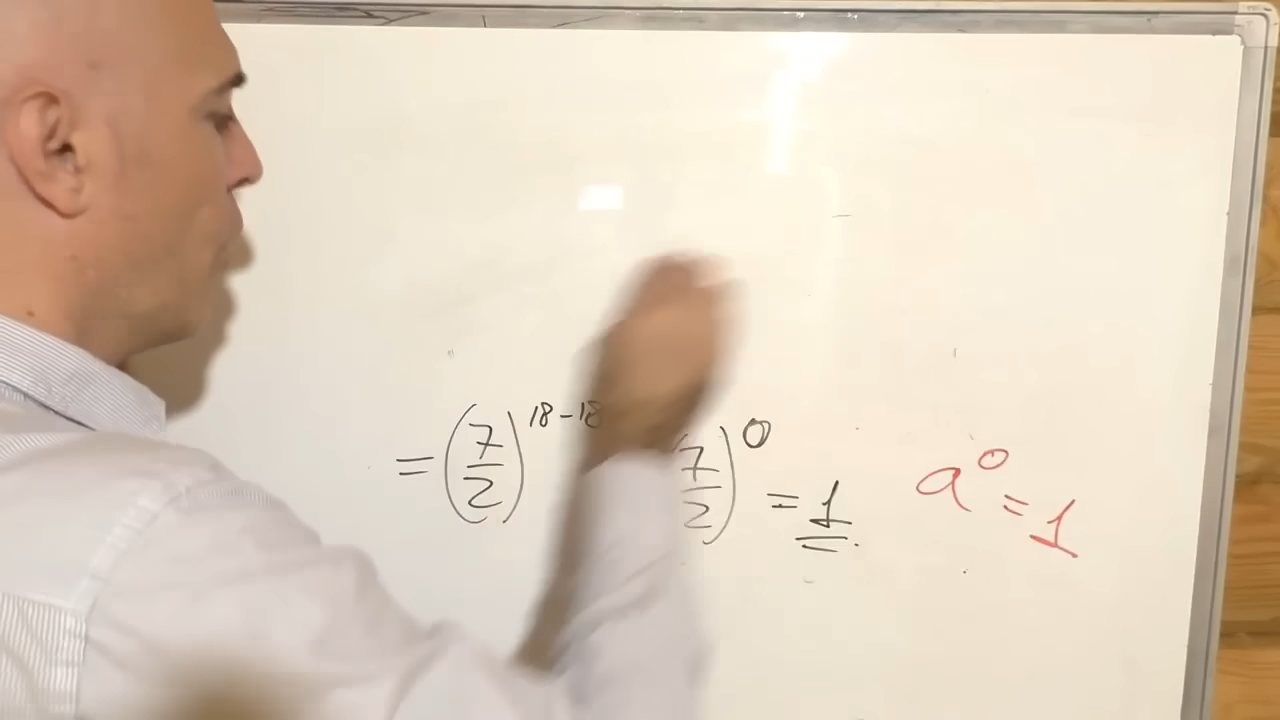 = (7/2)^18-18 (7/2)^0 = 1
a^0 = 1